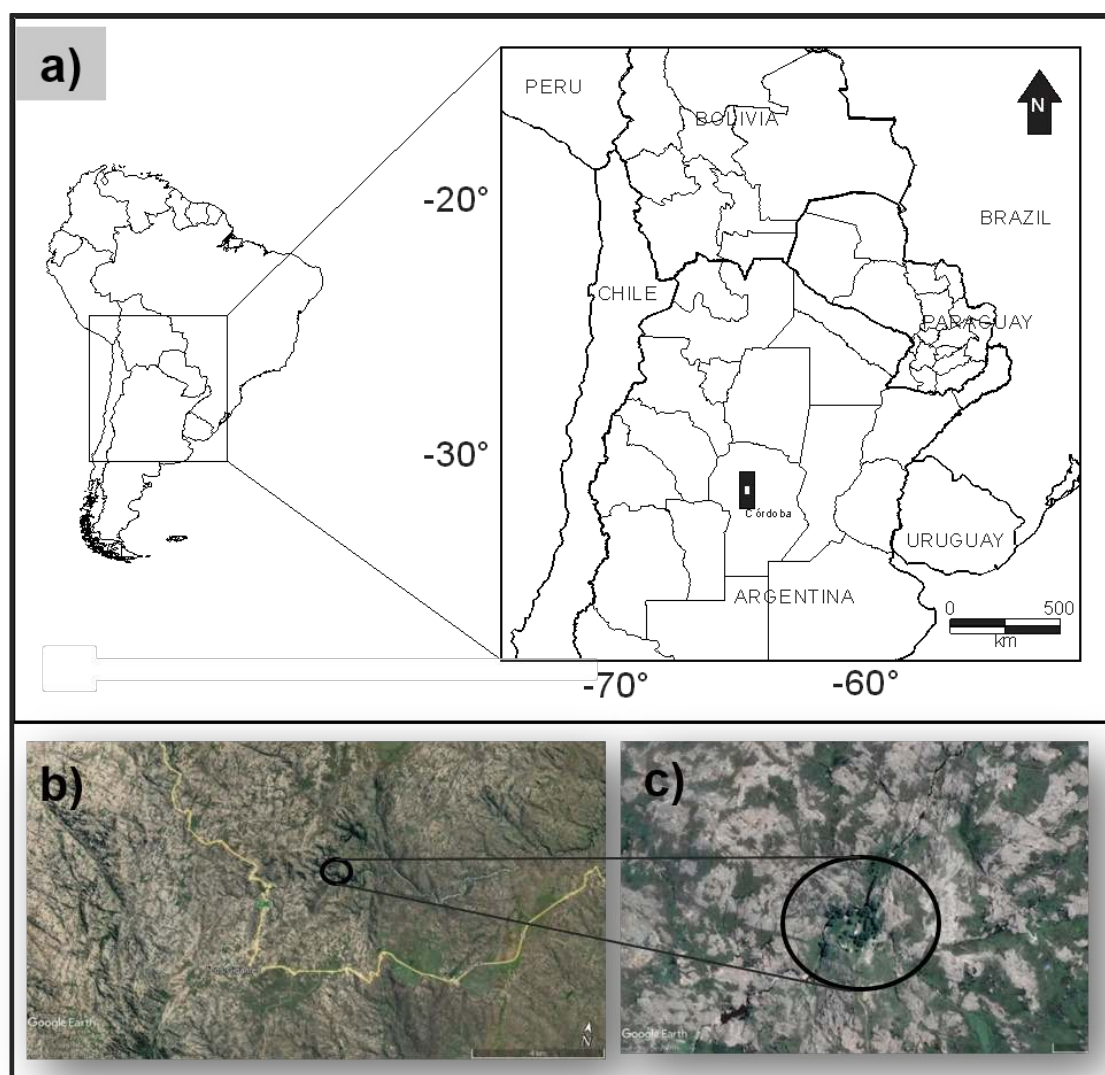 a)
PERU
BOLIVIA
N
-20°
BRAZIL
CHILE
PARAGUAY
-30°
Córdoba
URUGUAY
ARGENTINA
0 500
km
-70° -60°
b)
c)
Google Earth
N
Google Earth